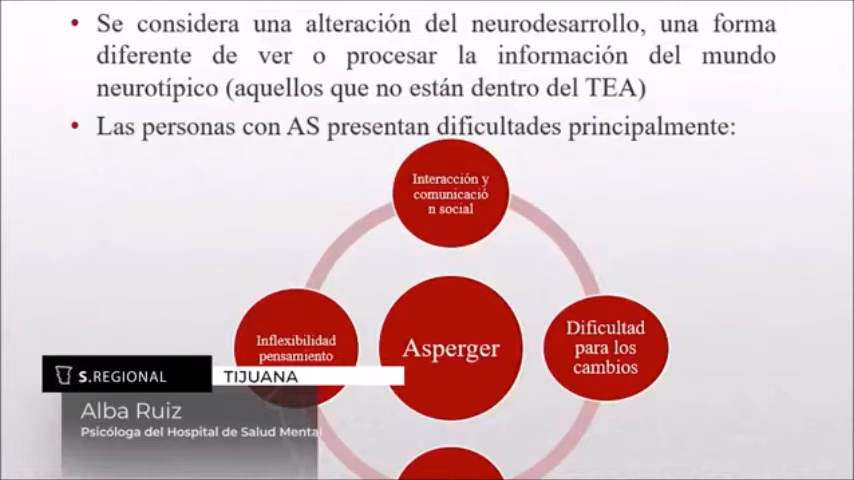 • Se considera una alteración del neurodesarrollo, una forma
diferente de ver o procesar la información del mundo
neurotípico (aquellos que no están dentro del TEA)
• Las personas con AS presentan dificultades principalmente:
Interacción y
comunicació
n social
Inflexibilidad
pensamiento
Asperger
Dificultad
para los
cambios
S.REGIONAL
TIJUANA
Alba Ruiz
Psicóloga del Hospital de Salud Mental